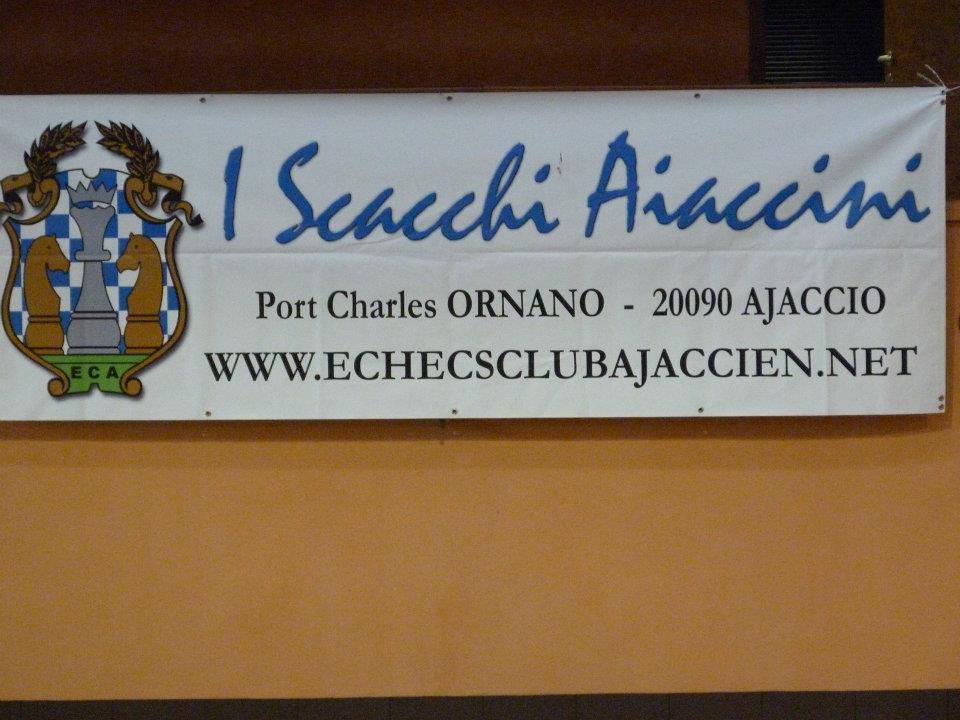 I Scacchi Aiaccini
Port Charles ORNANO - 20090 AJACCIO
WWW.ECHECSCLUBAJACCIEN.NET
ECA